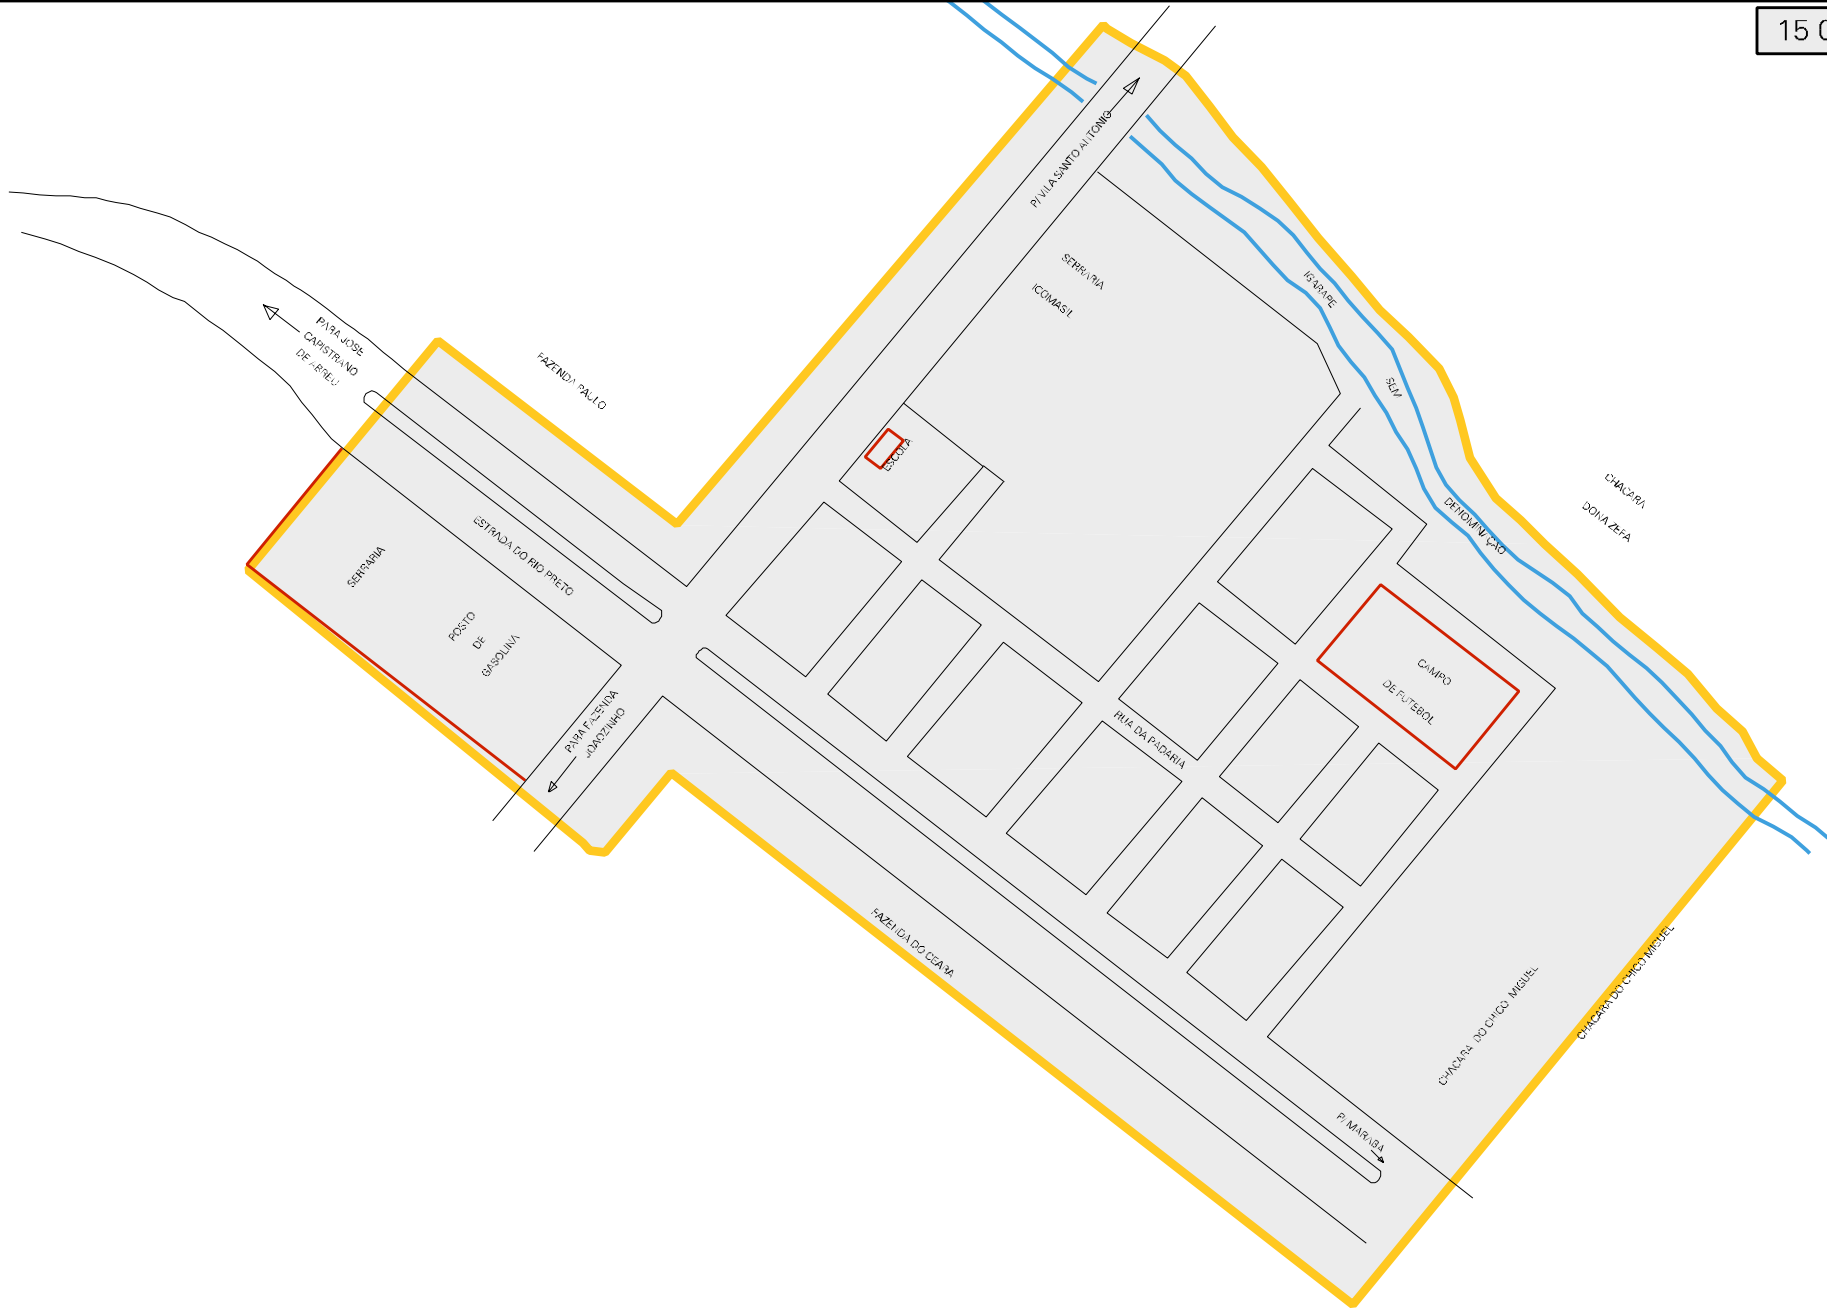 15 0
P/ VILA SANTO ANTONIO
SERRARIA
ICOMASIL
IGARAPE
SEM
DENOMINAÇÃO
PARA JOSE
CAPISTRANO
DE ABREU
FAZENDA PAULO
ESCOLA
CHACARA
DONA ZEFA
ESTRADA DO RIO PRETO
SERRARIA
POSTO
DE
GASOLINA
CAMPO
DE FUTEBOL
PARA FAZENDA
JOAOZINHO
RUA DA PADARIA
FAZENDA DO CEARA
CHACARA DO CHICO MIGUEL
CHACARA DO CHICO MIGUEL
P/ MARABA